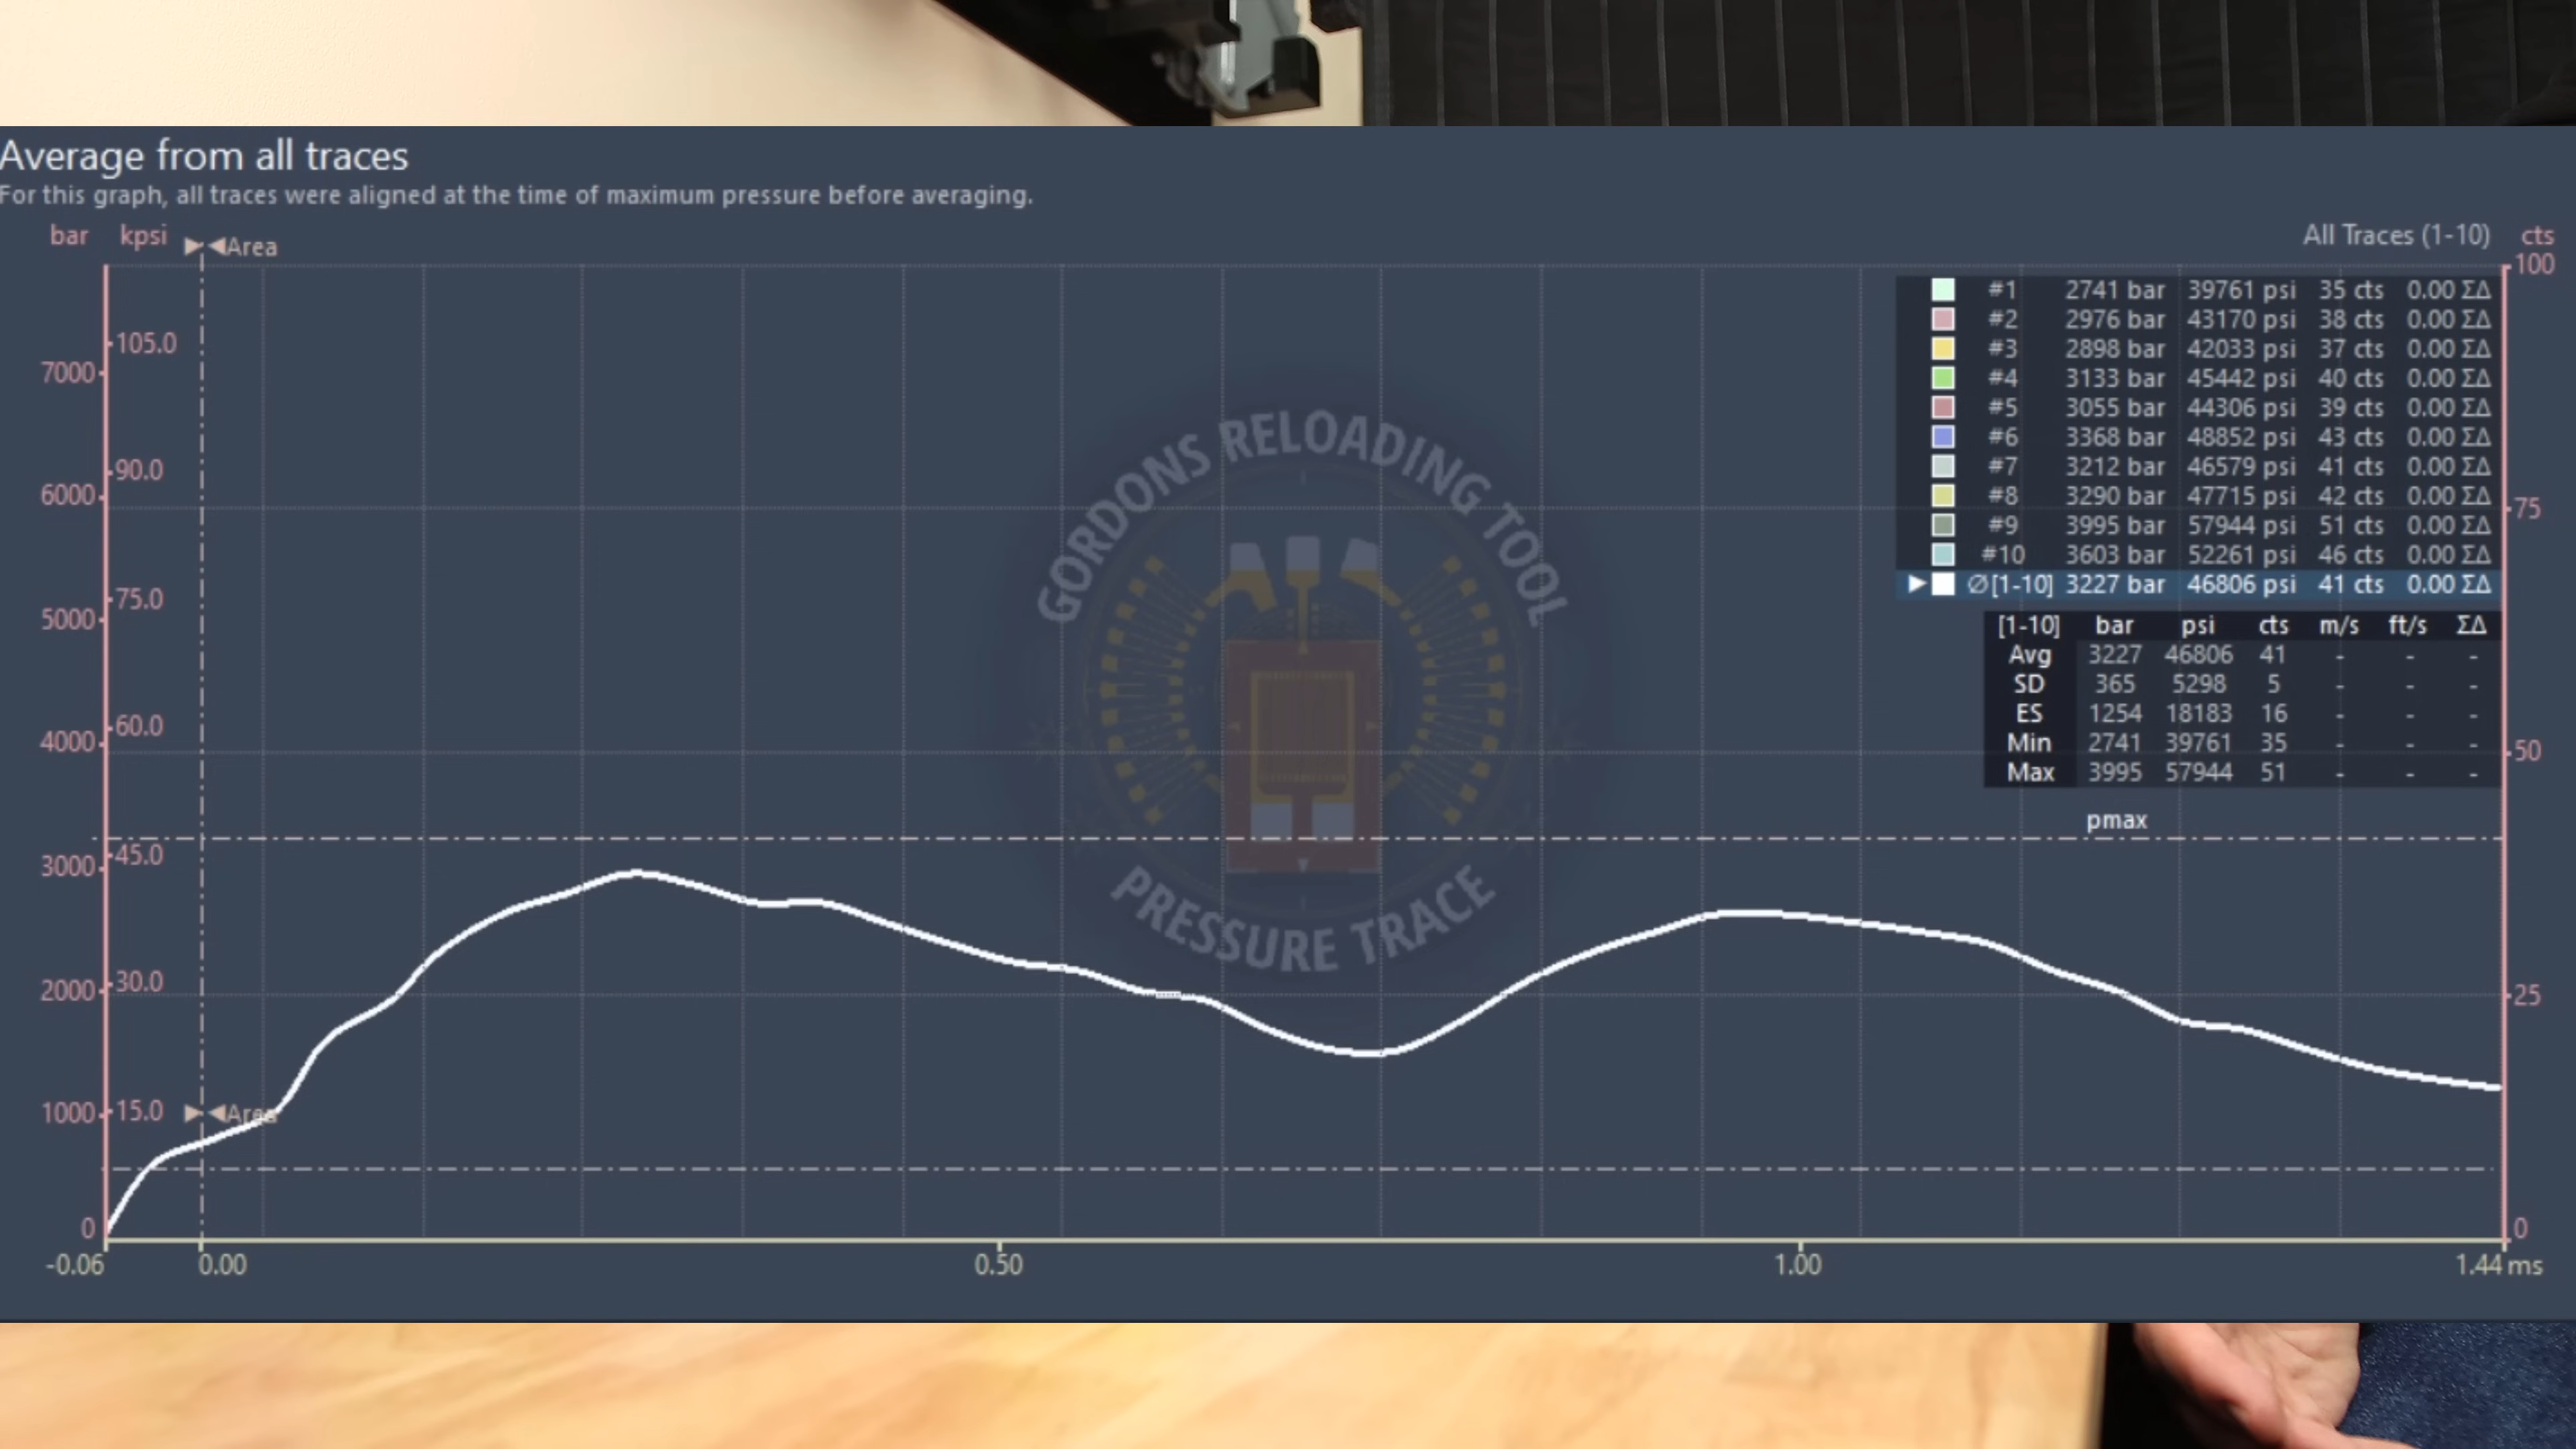 Average from all traces
For this graph, all traces were aligned at the time of maximum pressure before averaging.
bar kpsi ►◄Area All Traces (1-10) cts
100
#1 2741 bar 39761 psi 35 cts 0.00 ΣΔ
#2 2976 bar 43170 psi 38 cts 0.00 ΣΔ
105.0
#3 2898 bar 42033 psi 37 cts 0.00 ΣΔ
7000
#4 3133 bar 45442 psi 40 cts 0.00 ΣΔ
#5 3055 bar 44306 psi 39 cts 0.00 ΣΔ
#6 3368 bar 48852 psi 43 cts 0.00 ΣΔ
90.0
#7 3212 bar 46579 psi 41 cts 0.00 ΣΔ
6000
#8 3290 bar 47715 psi 42 cts 0.00 ΣΔ
75
#9 3995 bar 57944 psi 51 cts 0.00 ΣΔ
#10 3603 bar 52261 psi 46 cts 0.00 ΣΔ
75.0
► ∅[1-10] 3227 bar 46806 psi 41 cts 0.00 ΣΔ
5000
[1-10] bar psi cts m/s ft/s ΣΔ
Avg 3227 46806 41 - - -
SD 365 5298 5 - - -
60.0
ES 1254 18183 16 - - -
4000
Min 2741 39761 35 - - -
50
Max 3995 57944 51 - - -
GORDONS RELOADING TOOL
PRESSURE TRACE
pmax
45.0
3000
30.0
2000
25
1000 15.0 ►◄Area
0 0
-0.06 0.00 0.50 1.00 1.44 ms